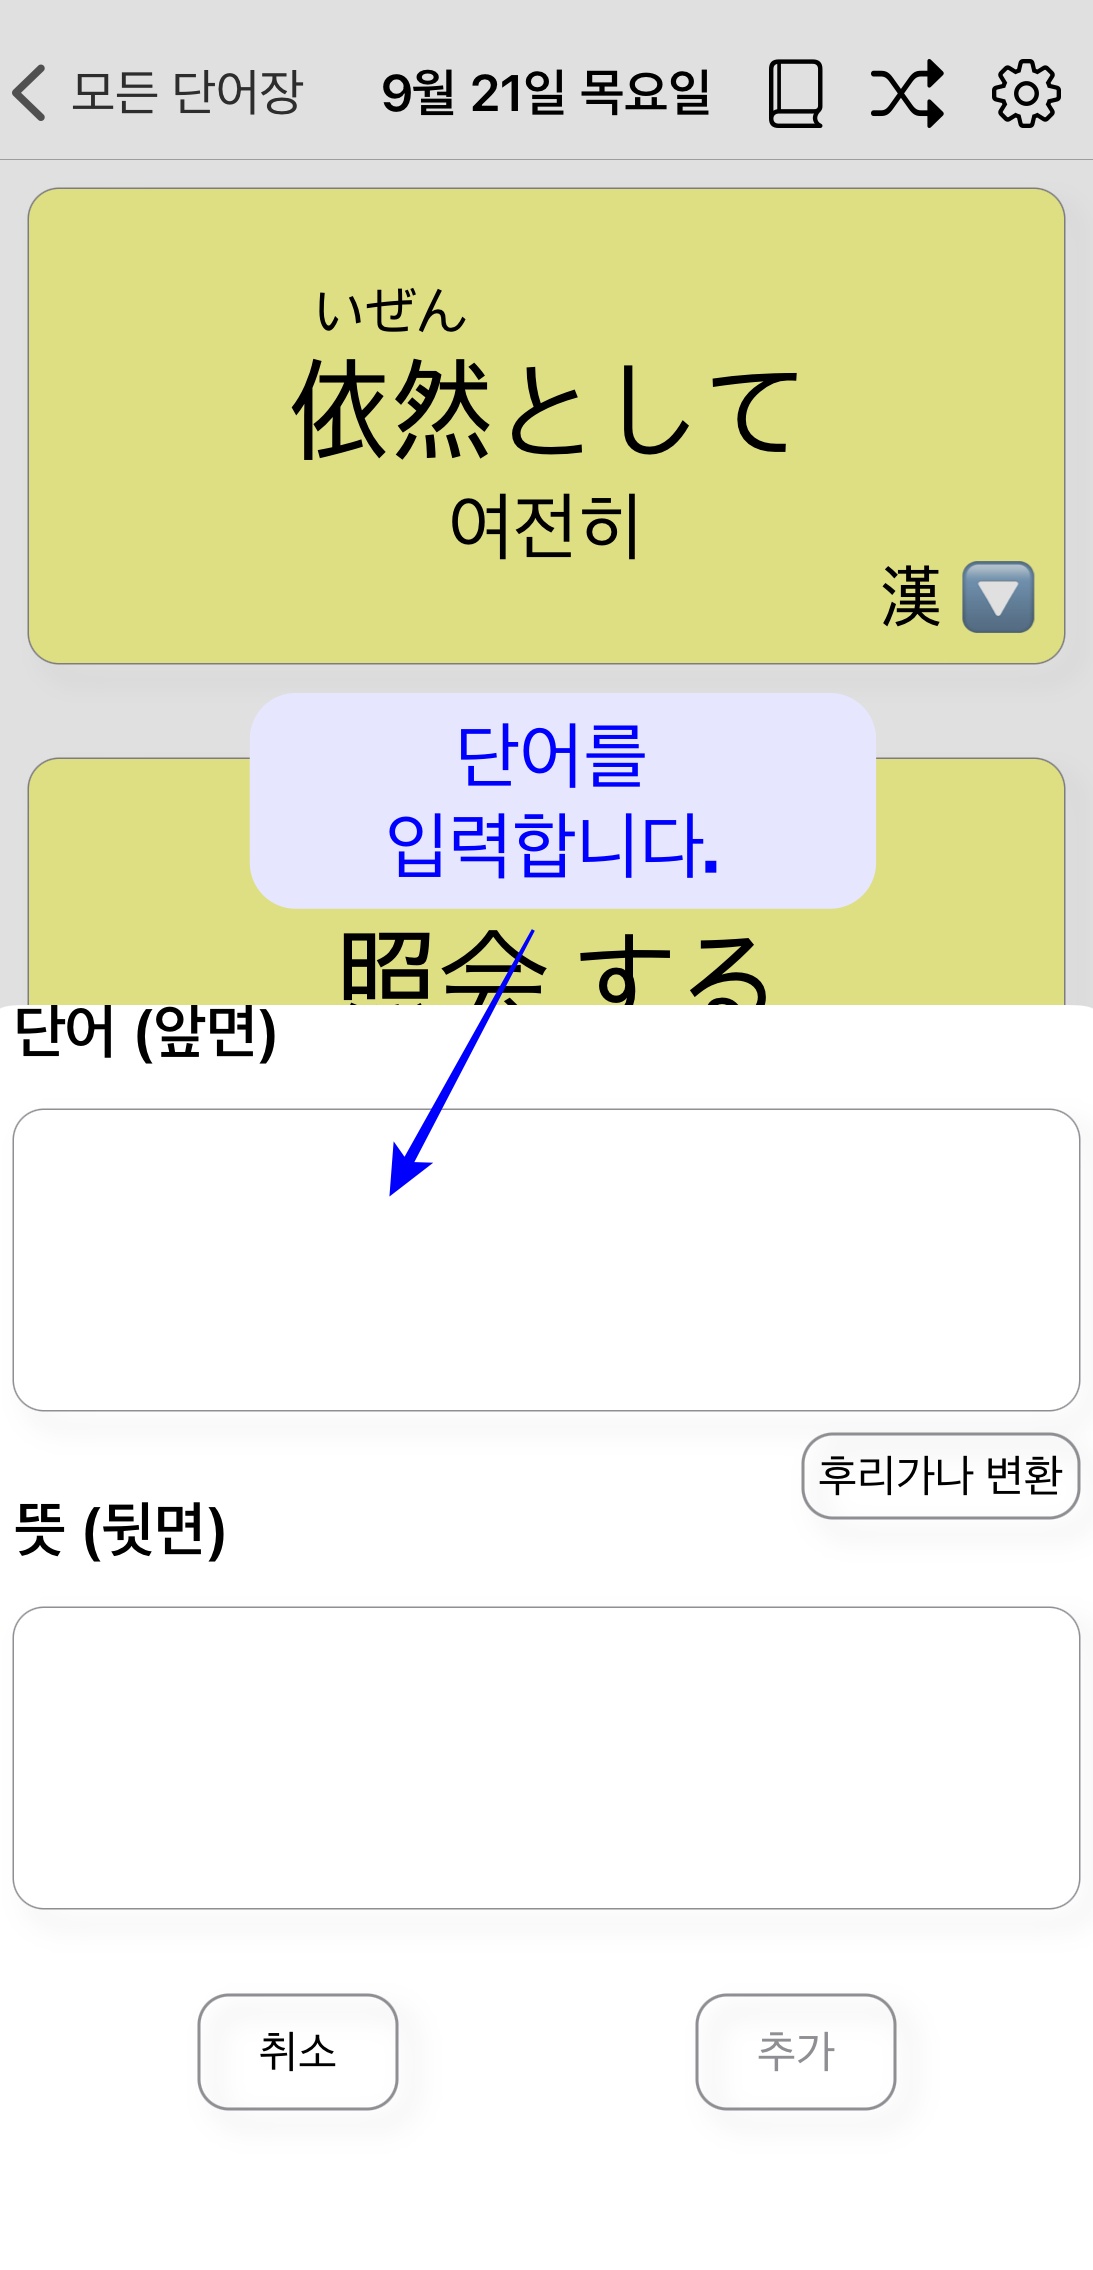 모든 단어장
9월 21일 목요일
いぜん
依然として
여전히
漢
단어를
입력합니다.
照会 する
단어 (앞면)
후리가나 변환
뜻 (뒷면)
취소
추가